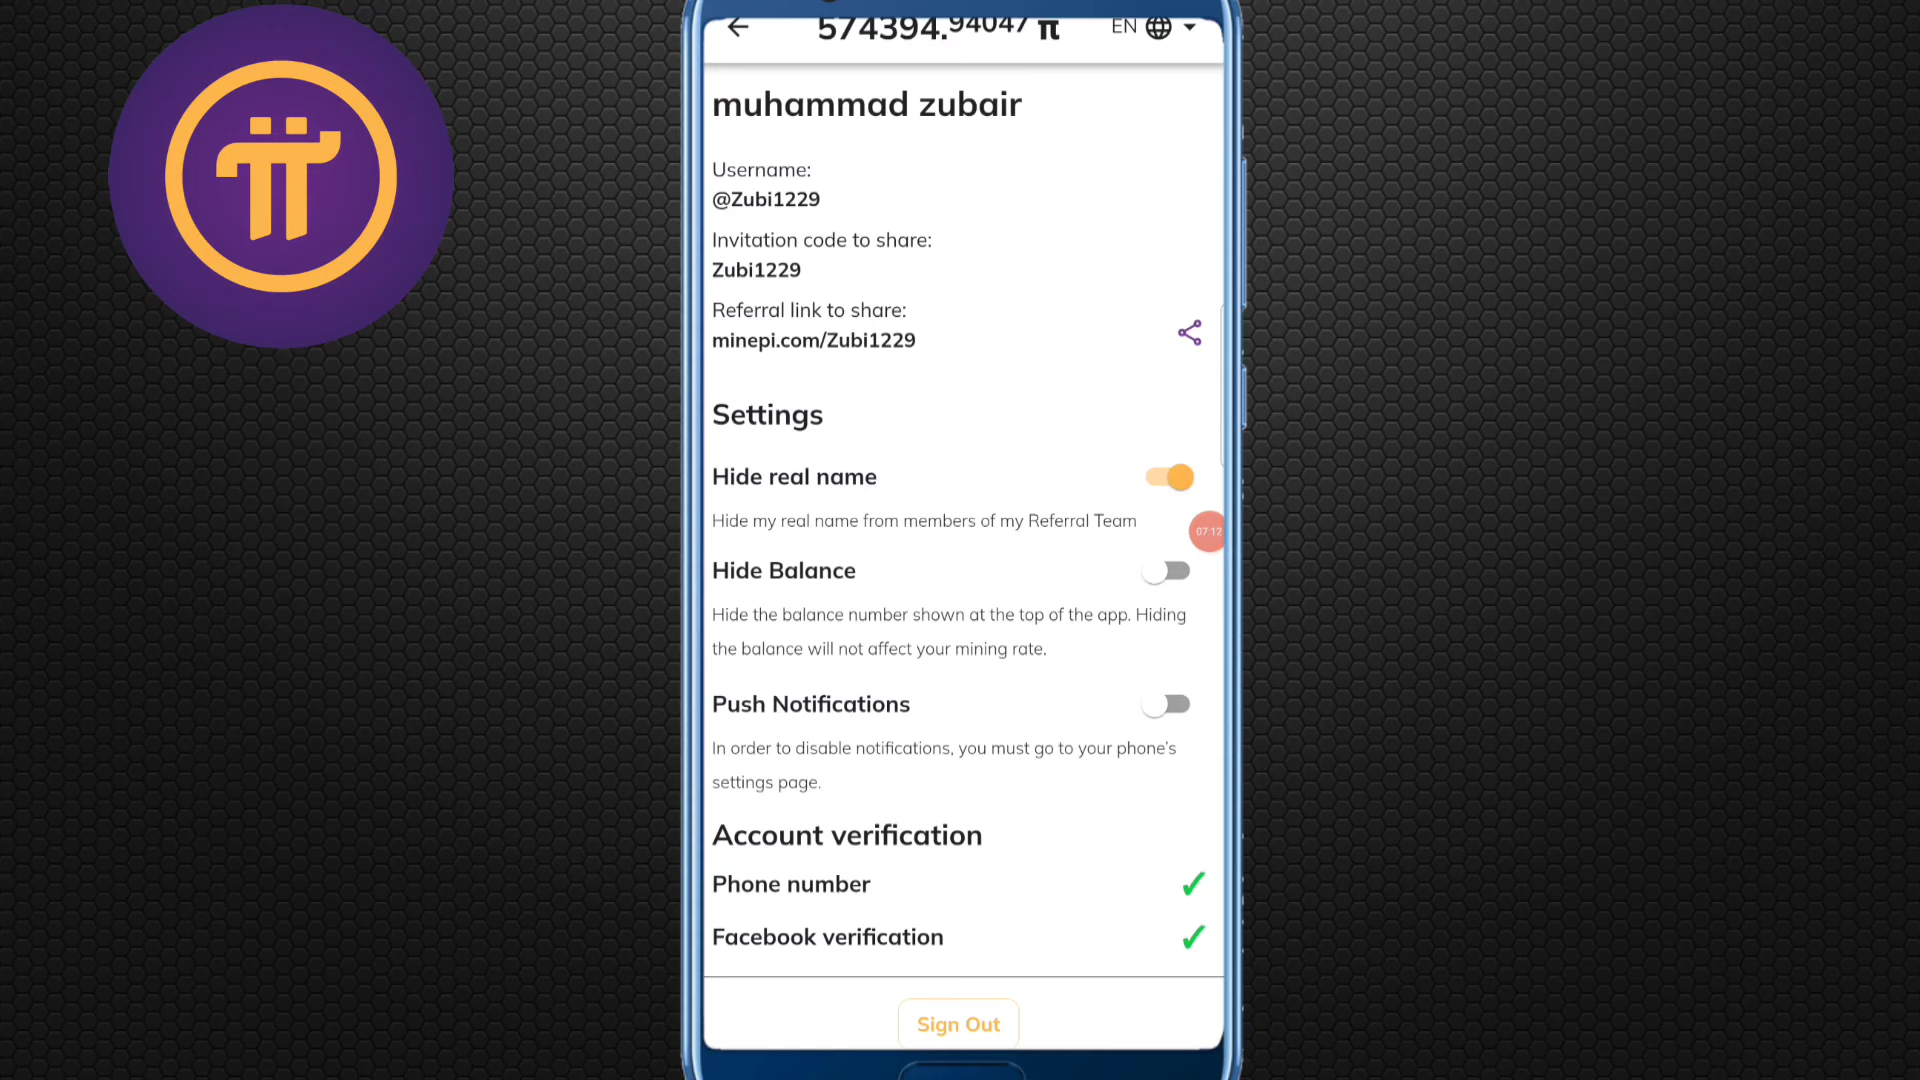 574394.94047 π EN
muhammad zubair
Username:
@Zubi1229
Invitation code to share:
Zubi1229
Referral link to share:
minepi.com/Zubi1229
Settings
Hide real name
Hide my real name from members of my Referral Team
07:12
Hide Balance
Hide the balance number shown at the top of the app. Hiding
the balance will not affect your mining rate.
Push Notifications
In order to disable notifications, you must go to your phone's
settings page.
Account verification
Phone number
Facebook verification
Sign Out